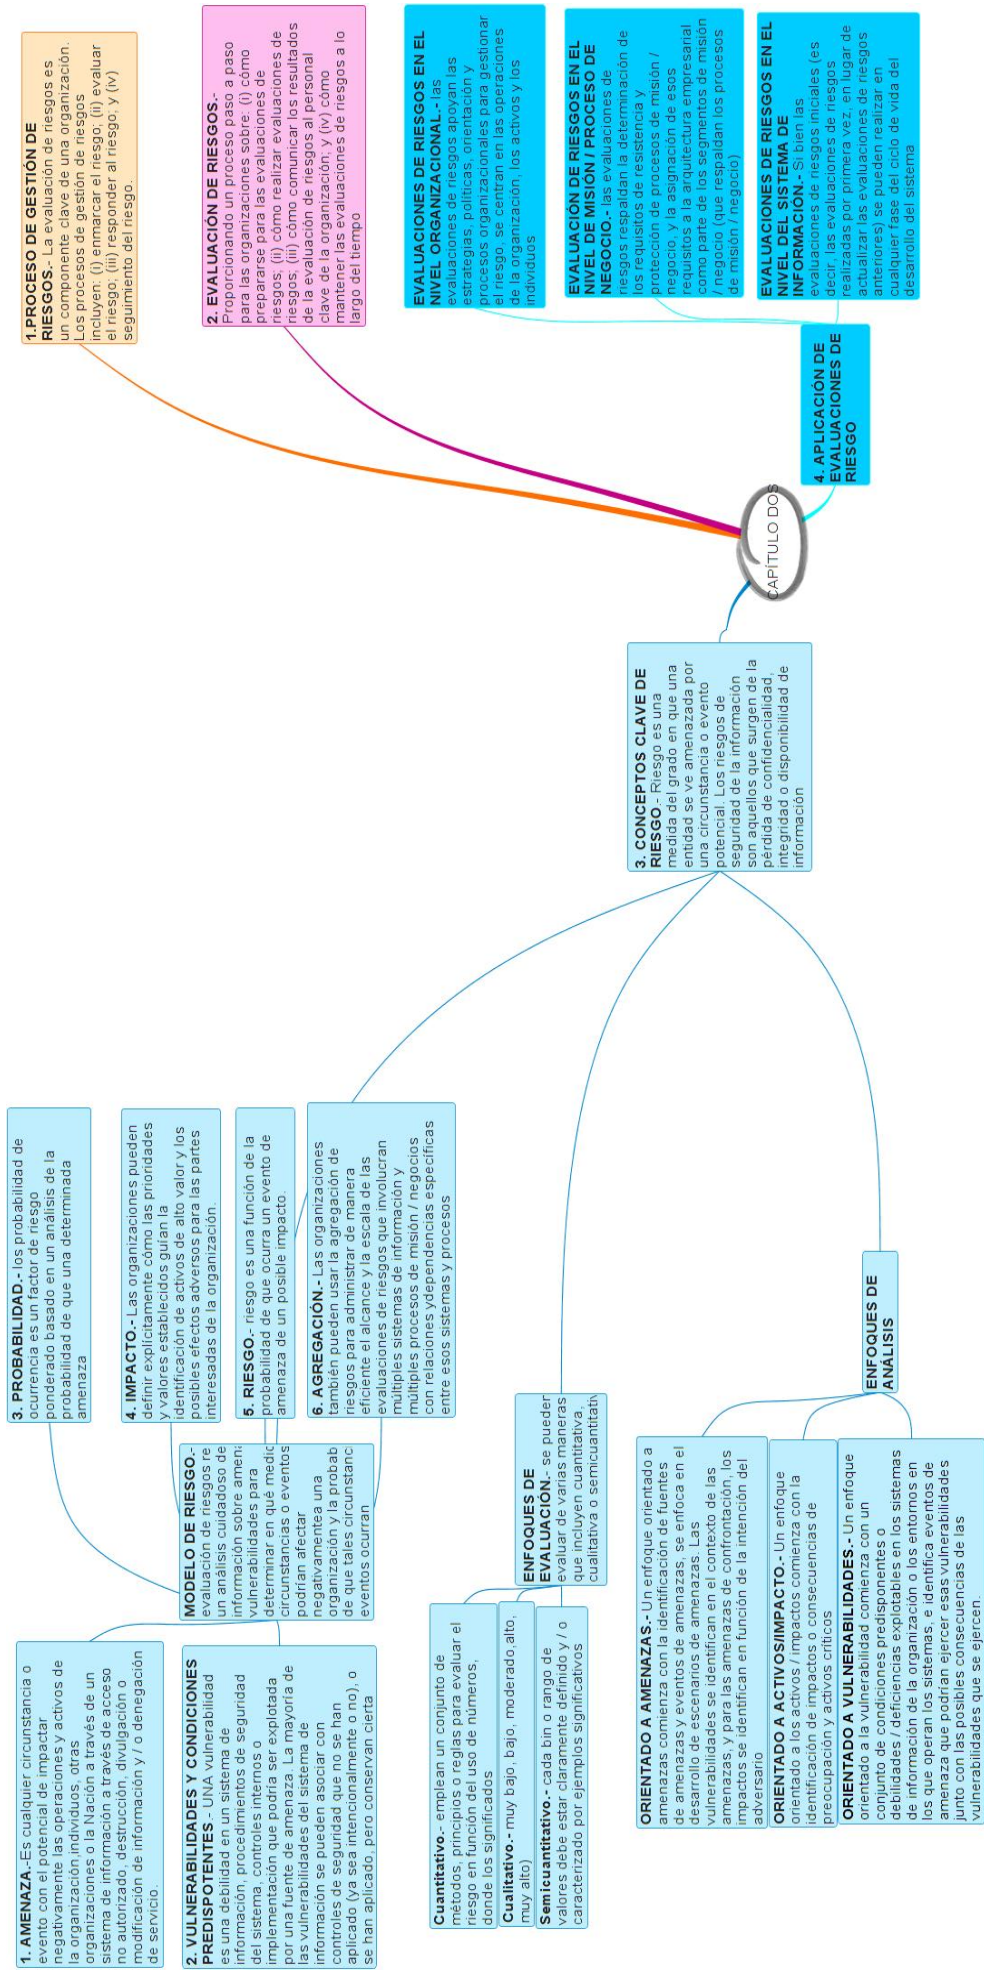 CAPÍTULO DOS
1.PROCESO DE GESTIÓN DE
RIESGOS.- La evaluación de riesgos es
un componente clave de una organización.
Los procesos de gestión de riesgos
incluyen: (i) enmarcar el riesgo; (ii) evaluar
el riesgo; (iii) responder al riesgo; y (iv)
seguimiento del riesgo.
2. EVALUACIÓN DE RIESGOS.-
Proporcionando un proceso paso a paso
para las organizaciones sobre: (i) cómo
prepararse para las evaluaciones de
riesgos; (ii) cómo realizar evaluaciones de
riesgos; (iii) cómo comunicar los resultados
de la evaluación de riesgos al personal
clave de la organización; y (iv) cómo
mantener las evaluaciones de riesgos a lo
largo del tiempo
EVALUACIONES DE RIESGOS EN EL
NIVEL ORGANIZACIONAL.- las
evaluaciones de riesgos apoyan las
estrategias, políticas, orientación y
procesos organizacionales para gestionar
el riesgo, se centran en las operaciones
de la organización, los activos y los
individuos
EVALUACIÓN DE RIESGOS EN EL
NIVEL DE MISIÓN / PROCESO DE
NEGOCIO.- las evaluaciones de
riesgos respaldan la determinación de
los requisitos de resistencia y
protección de procesos de misión /
negocio, y la asignación de esos
requisitos a la arquitectura empresarial
como parte de los segmentos de misión
/ negocio (que respaldan los procesos
de misión / negocio)
EVALUACIONES DE RIESGOS EN EL
NIVEL DEL SISTEMA DE
INFORMACIÓN.- Si bien las
evaluaciones de riesgos iniciales (es
decir, las evaluaciones de riesgos
realizadas por primera vez, en lugar de
actualizar las evaluaciones de riesgos
anteriores) se pueden realizar en
cualquier fase del ciclo de vida del
desarrollo del sistema
4. APLICACIÓN DE
EVALUACIONES DE
RIESGO
3. CONCEPTOS CLAVE DE
RIESGO.- Riesgo es una
medida del grado en que una
entidad se ve amenazada por
una circunstancia o evento
potencial. Los riesgos de
seguridad de la información
son aquellos que surgen de la
pérdida de confidencialidad,
integridad o disponibilidad de
información
3. PROBABILIDAD.- los probabilidad de
ocurrencia es un factor de riesgo
ponderado basado en un análisis de la
probabilidad de que una determinada
amenaza
4. IMPACTO.- Las organizaciones pueden
definir explícitamente cómo las prioridades
y valores establecidos guían la
identificación de activos de alto valor y los
posibles efectos adversos para las partes
interesadas de la organización.
5. RIESGO.- riesgo es una función de la
probabilidad de que ocurra un evento de
amenaza de un posible impacto.
6. AGREGACIÓN.- Las organizaciones
también pueden usar la agregación de
riesgos para administrar de manera
eficiente el alcance y la escala de las
evaluaciones de riesgos que involucran
múltiples sistemas de información y
múltiples procesos de misión / negocios
con relaciones ydependencias específicas
entre esos sistemas y procesos
MODELO DE RIESGO.-
evaluación de riesgos re
un análisis cuidadoso de
información sobre
vulnerabilidades para
determinar en qué
circunstancias o eventos
podrían afectar
negativamentea una
organización y la probab
de que tales circunstanc
eventos ocurran
1. AMENAZA.-Es cualquier circunstancia o
evento con el potencial de impactar
negativamente las operaciones y activos de
la organización,individuos, otras
organizaciones o la Nación a través de un
sistema de información a través de acceso
no autorizado, destrucción, divulgación o
modificación de información y / o denegación
de servicio.
2. VULNERABILIDADES Y CONDICIONES
PREDISPOTENTES.- UNA vulnerabilidad
es una debilidad en un sistema de
información, procedimientos de seguridad
del sistema, controles internos o
implementación que podría ser explotada
por una fuente de amenaza. La mayoría de
las vulnerabilidades del sistema de
información se pueden asociar con
controles de seguridad que no se han
aplicado (ya sea intencionalmente o no), o
se han aplicado, pero conservan cierta
ENFOQUES DE
EVALUACIÓN.- se pueden
evaluar de varias maneras
que incluyen cuantitativa,
cualitativa o semicuantitativ
Cuantitativo.- emplean un conjunto de
métodos, principios o reglas para evaluar el
riesgo en función del uso de números,
donde los significados
Cualitativo.- muy bajo, bajo, moderado,alto,
muy alto)
Semicuantitativo.- cada bin o rango de
valores debe estar claramente definido y / o
caracterizado por ejemplos significativos
ENFOQUES DE
ANÁLISIS
ORIENTADO A AMENAZAS.- Un enfoque orientado a
amenazas comienza con la identificación de fuentes
de amenazas y eventos de amenazas, se enfoca en el
desarrollo de escenarios de amenazas. Las
vulnerabilidades se identifican en el contexto de las
amenazas, y para las amenazas de confrontación, los
impactos se identifican en función de la intención del
adversario
ORIENTADO A ACTIVOS/IMPACTO.- Un enfoque
orientado a los activos / impactos comienza con la
identificación de impactos o consecuencias de
preocupación y activos críticos
ORIENTADO A VULNERABILIDADES.- Un enfoque
orientado a la vulnerabilidad comienza con un
conjunto de condiciones predisponentes o
debilidades / deficiencias explotables en los sistemas
de información de la organización o los entornos en
los que operan los sistemas, e identifica eventos de
amenaza que podrían ejercer esas vulnerabilidades
junto con las posibles consecuencias de las
vulnerabilidades que se ejercen.